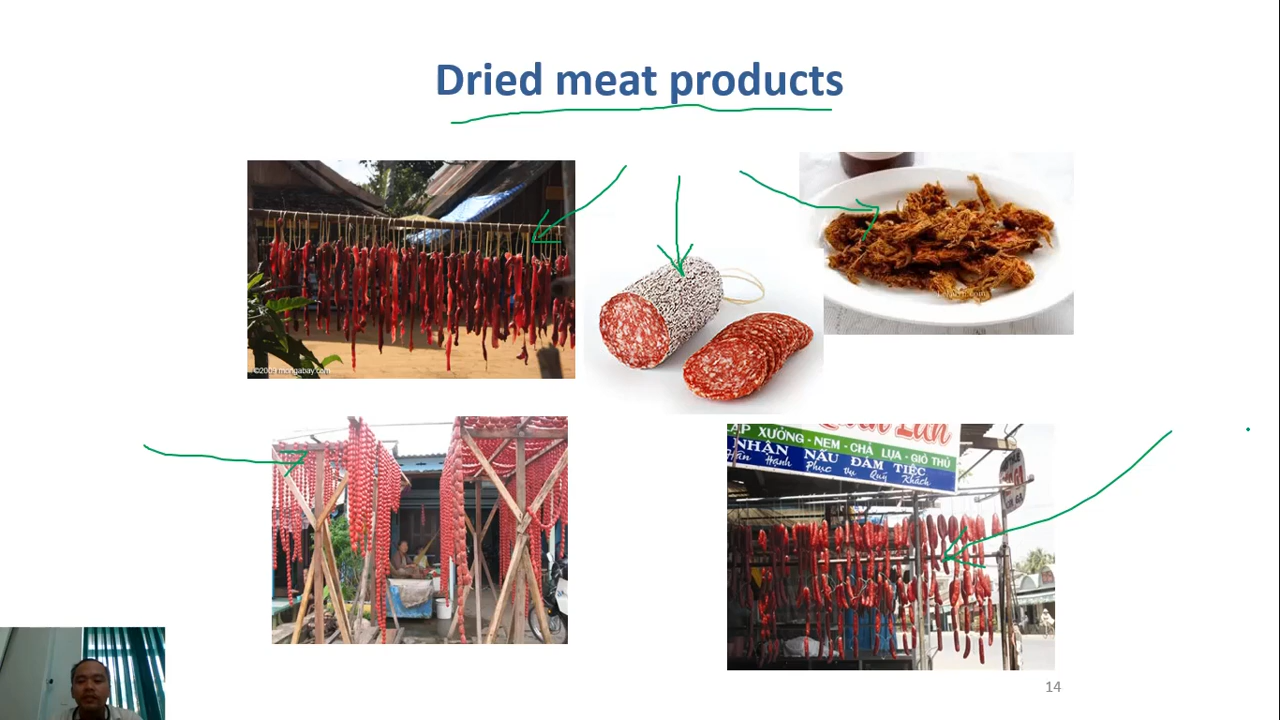 Dried meat products
©2009 mongabay.com
LẠP XƯỞNG - NEM - CHẢ LỤA - GIÒ THỦ
NHẬN NẤU ĐÁM TIỆC
Hân Hạnh Phục vụ Quý Khách
14